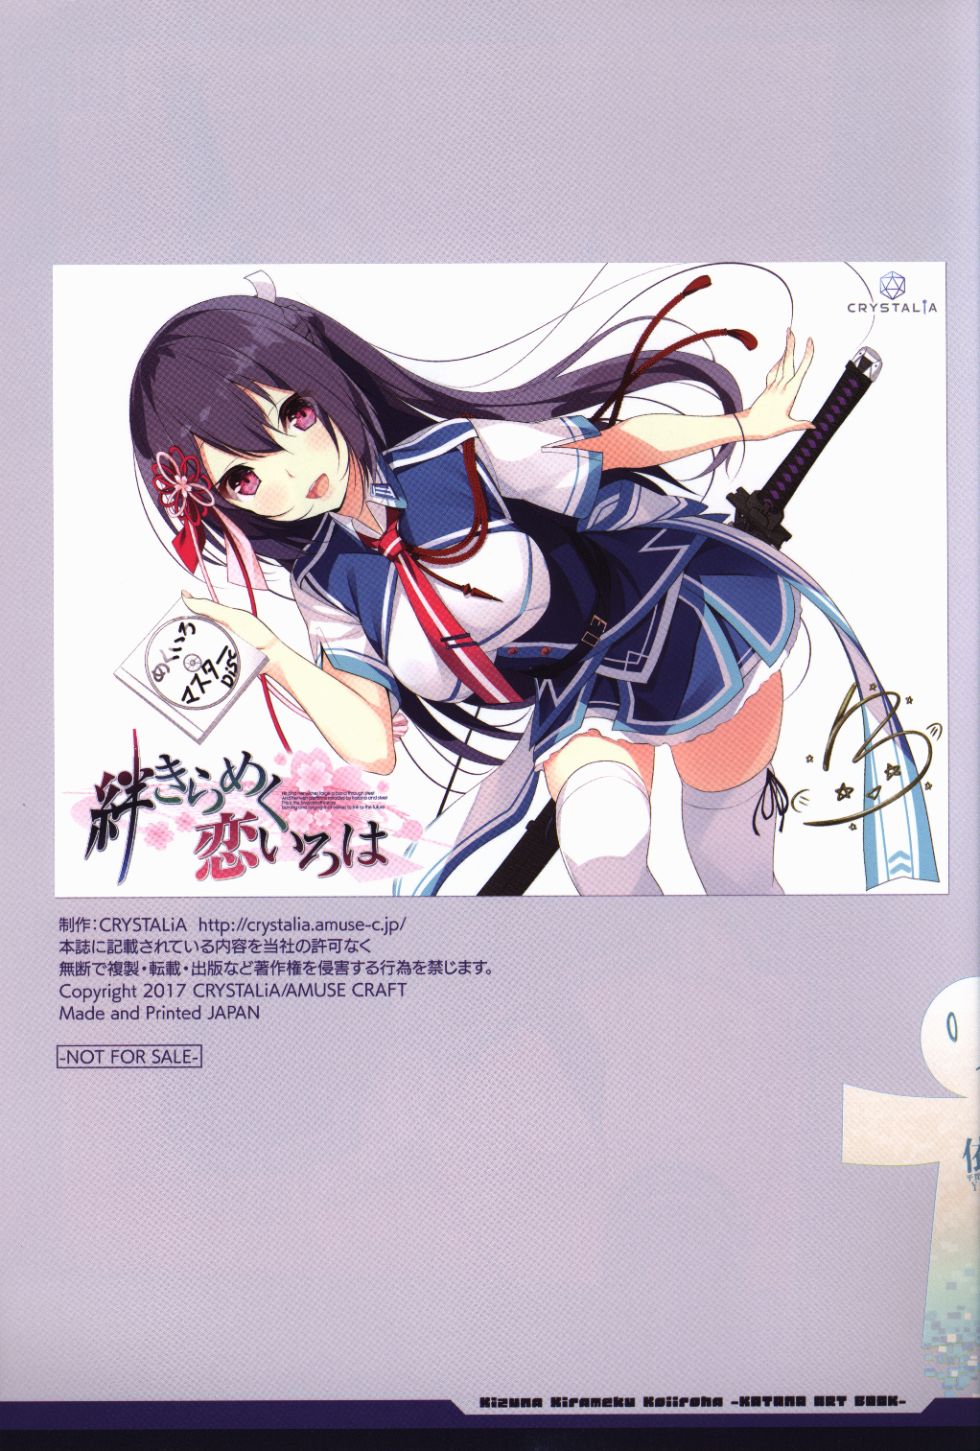 CRYSTALiA
めくいろ
マスター
DISC
絆きらめく
恋いろは
制作：CRYSTALiA http://crystalia.amuse-c.jp/
本誌に記載されている内容を当社の許可なく
無断で複製・転載・出版など著作権を侵害する行為を禁じます。
Copyright 2017 CRYSTALiA/AMUSE CRAFT
Made and Printed JAPAN
-NOT FOR SALE-
Kizuna Kirameku Koiiroha -KATANA ART BOOK-